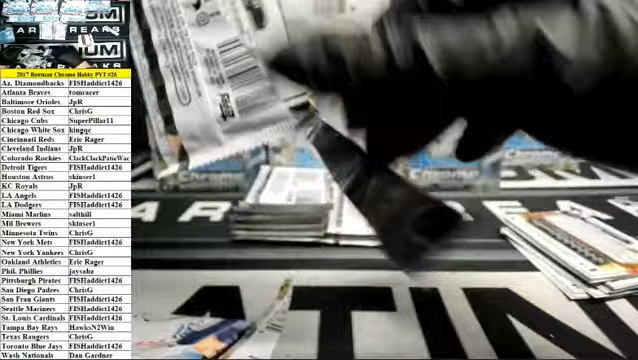 2017 Bowman Chrome Hobby PYT #26
Az. Diamondbacks FISHaddict1426
Atlanta Braves tomracer
Baltimore Orioles JpR
Boston Red Sox ChrisG
Chicago Cubs SuperPillar11
Chicago White Sox kingqc
Cincinnati Reds Eric Rager
Cleveland Indians JpR
Colorado Rockies ClackClackPatieWac
Detroit Tigers FISHaddict1426
Houston Astros skinser1
KC Royals JpR
LA Angels FISHaddict1426
LA Dodgers FISHaddict1426
Miami Marlins salthill
Mil Brewers skinser1
Minnesota Twins ChrisG
New York Mets FISHaddict1426
New York Yankees ChrisG
Oakland Athletics Eric Rager
Phil. Phillies jaysabz
Pittsburgh Pirates FISHaddict1426
San Diego Padres ChrisG
San Fran Giants FISHaddict1426
Seattle Mariners FISHaddict1426
St. Louis Cardinals FISHaddict1426
Tampa Bay Rays HawksN2Win
Texas Rangers ChrisG
Toronto Blue Jays FISHaddict1426
Wash Nationals Dan Gardner